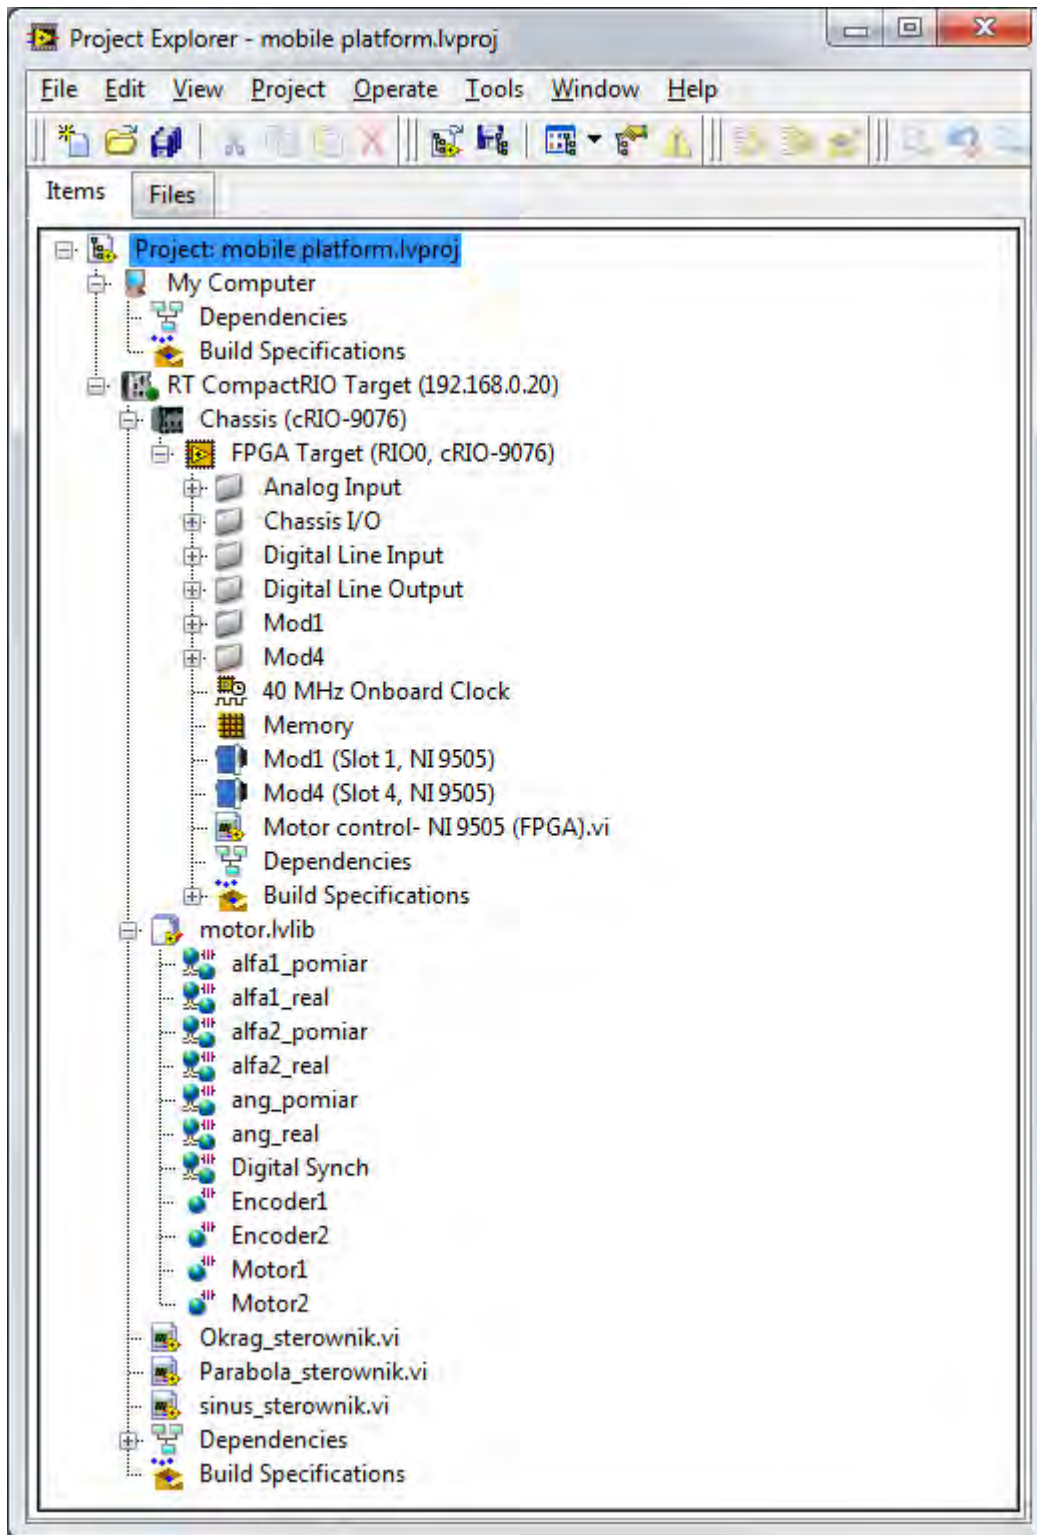 Project Explorer - mobile platform.lvproj
File Edit View Project Operate Tools Window Help
Items Files
Project: mobile platform.lvproj
My Computer
Dependencies
Build Specifications
RT CompactRIO Target (192.168.0.20)
Chassis (cRIO-9076)
FPGA Target (RIO0, cRIO-9076)
Analog Input
Chassis I/O
Digital Line Input
Digital Line Output
Mod1
Mod4
40 MHz Onboard Clock
Memory
Mod1 (Slot 1, NI 9505)
Mod4 (Slot 4, NI 9505)
Motor control- NI 9505 (FPGA).vi
Dependencies
Build Specifications
motor.lvlib
alfa1_pomiar
alfa1_real
alfa2_pomiar
alfa2_real
ang_pomiar
ang_real
Digital Synch
Encoder1
Encoder2
Motor1
Motor2
Okrag_sterownik.vi
Parabola_sterownik.vi
sinus_sterownik.vi
Dependencies
Build Specifications